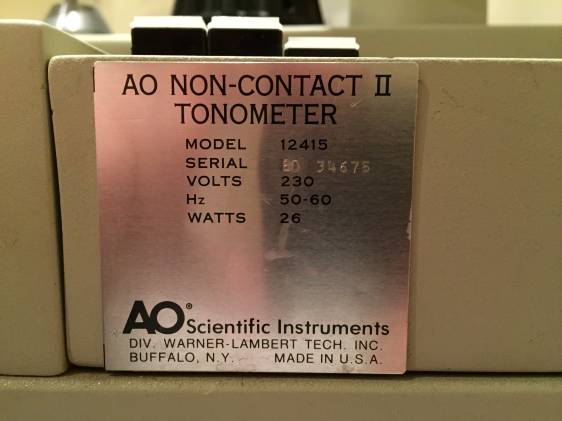 AO NON-CONTACT II
TONOMETER
MODEL 12415
SERIAL 34675
VOLTS 230
Hz 50-60
WATTS 26
AO® Scientific Instruments
DIV. WARNER-LAMBERT TECH. INC.
BUFFALO, N.Y. MADE IN U.S.A.